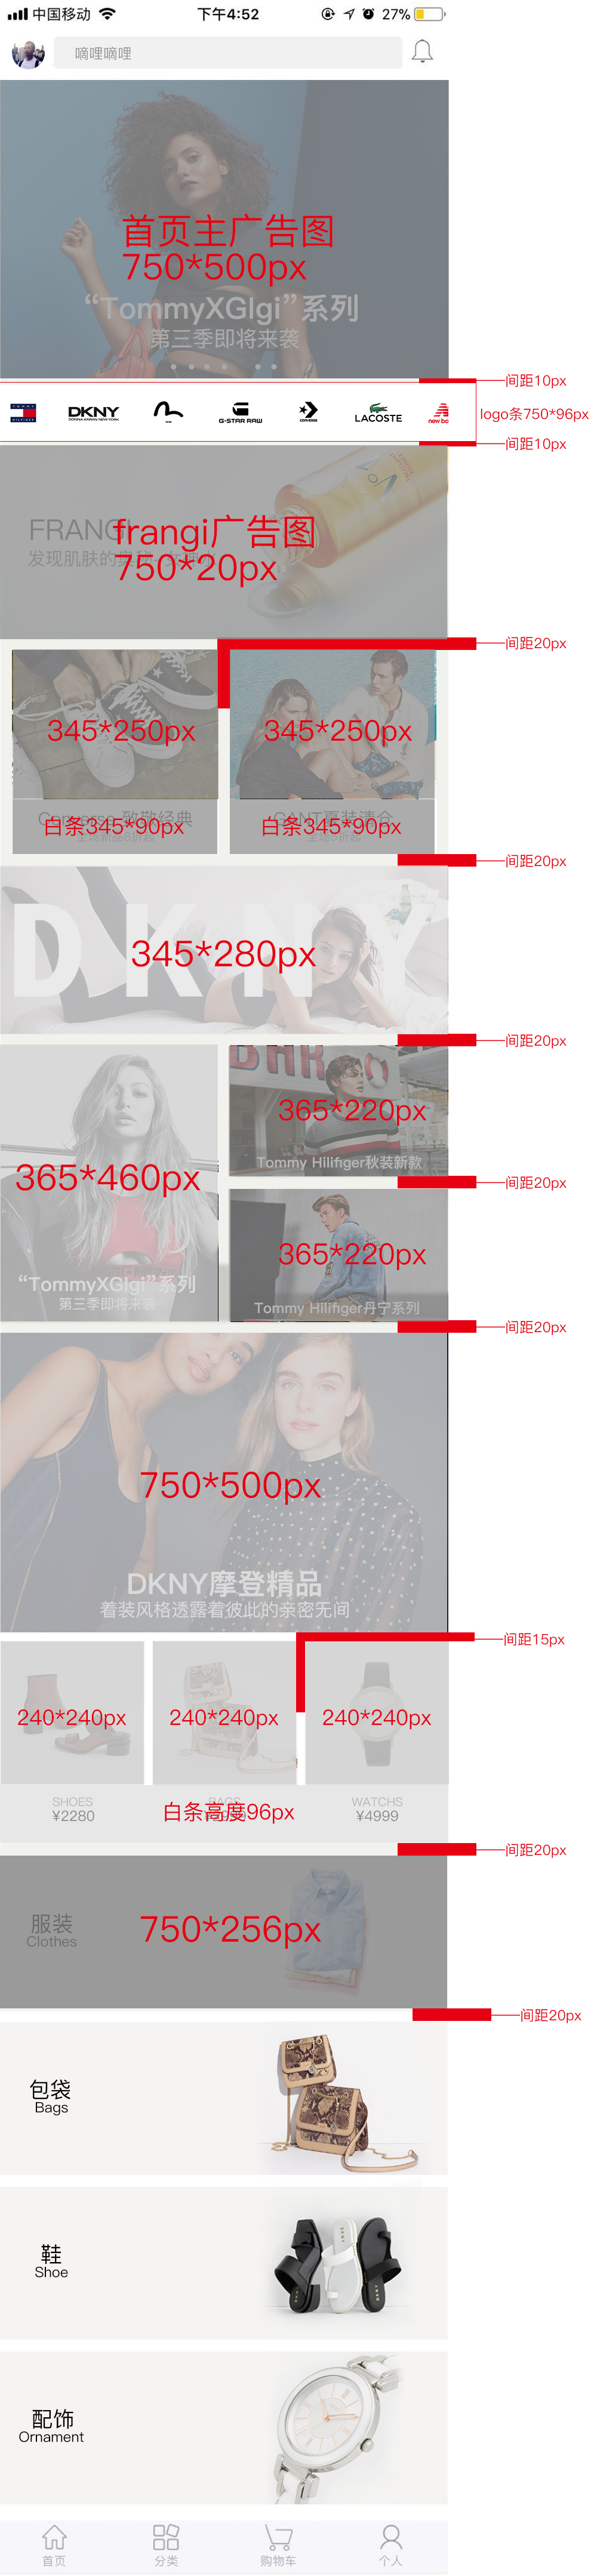 中国移动
下午4:52
27%
嘀哩嘀哩
首页主广告图
750*500px
“TommyXGIgi”系列
第三季即将来袭
间距10px
TOMMY HILFIGER
DKNY
DONNA KARAN NEW YORK
G-STAR RAW
CONVERSE
LACOSTE
new bo
logo条750*96px
间距10px
FRANGI
frangi广告图
750*20px
间距20px
345*250px
345*250px
Converse 致敬经典
白条345*90px
GANT夏装清仓
白条345*90px
间距20px
DKNY
345*280px
间距20px
365*460px
“TommyXGIgi”系列
第三季即将来袭
BAR
365*220px
Tommy Hilifiger秋装新款
间距20px
365*220px
Tommy Hilifiger丹宁系列
间距20px
750*500px
DKNY摩登精品
着装风格透露着彼此的亲密无间
间距15px
240*240px
240*240px
240*240px
SHOES
¥2280
BAGS
白条高度96px
WATCHS
¥4999
间距20px
服装
Clothes
750*256px
间距20px
包袋
Bags
鞋
Shoe
配饰
Ornament
首页
分类
购物车
个人